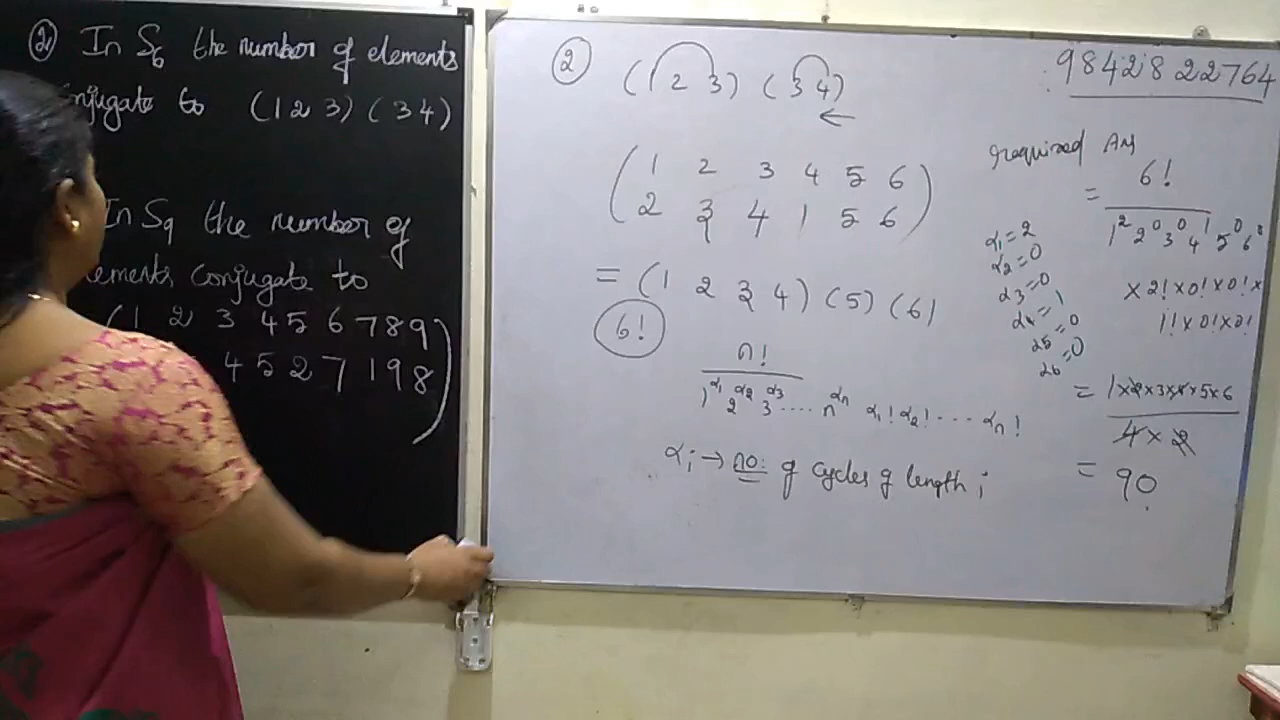 2) In S6 the number of elements
conjugate to (1 2 3) (3 4)
In S9 the number of
elements conjugate to
(1 2 3 4 5 6 7 8 9
4 5 2 7 1 9 8)
2 (1 2 3) (3 4)
←
(1 2 3 4 5 6
2 3 4 1 5 6)
= (1 2 3 4) (5) (6)
6!
n!
1^α1 2^α2 3^α3 .... n^αn α1! α2! .... αn!
αi → no: of cycles of length i
98428 22764
required Ans
= 6!
1^2 2^0 3^0 4^1 5^0 6^0
× 2! × 0! × 0! ×
1! × 0! × 0!
α1 = 2
α2 = 0
α3 = 0
α4 = 1
α5 = 0
α6 = 0
= 1×2×3×4×5×6
4 × 2
= 90